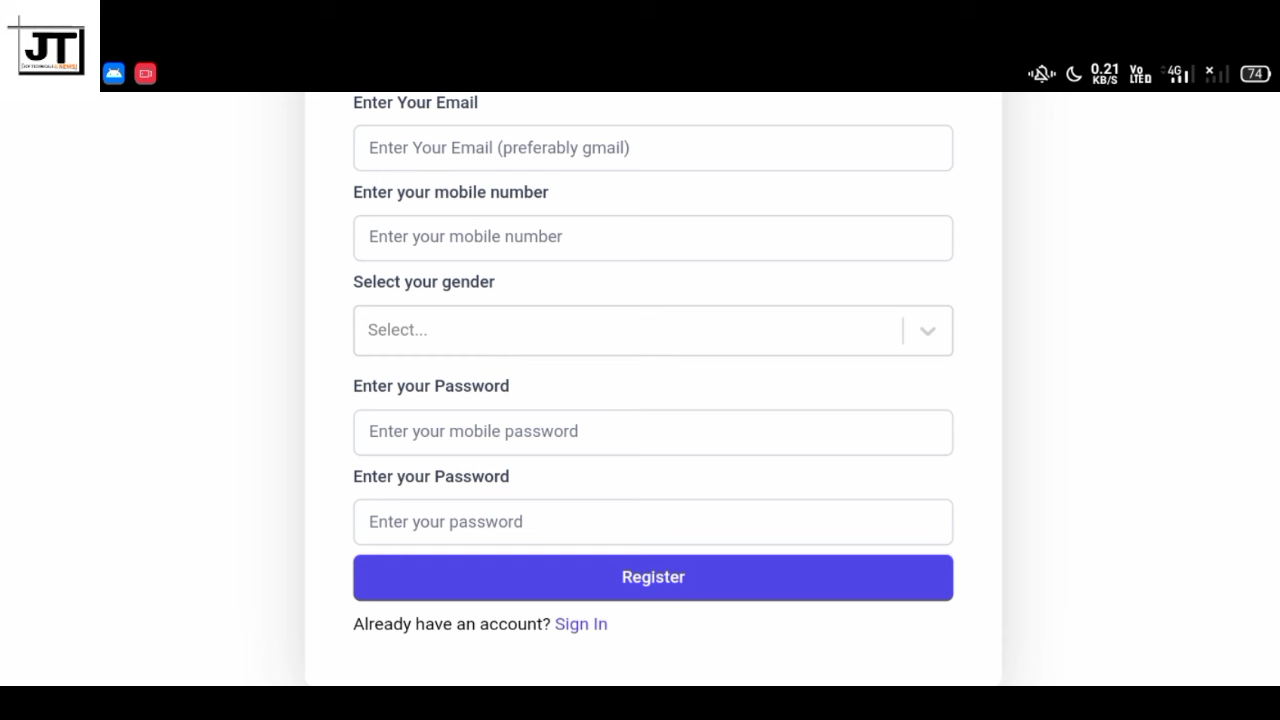 JT
0.21
KB/S
Vo
LTE
4G
74
Enter Your Email
Enter Your Email (preferably gmail)
Enter your mobile number
Enter your mobile number
Select your gender
Select...
Enter your Password
Enter your mobile password
Enter your Password
Enter your password
Register
Already have an account? Sign In